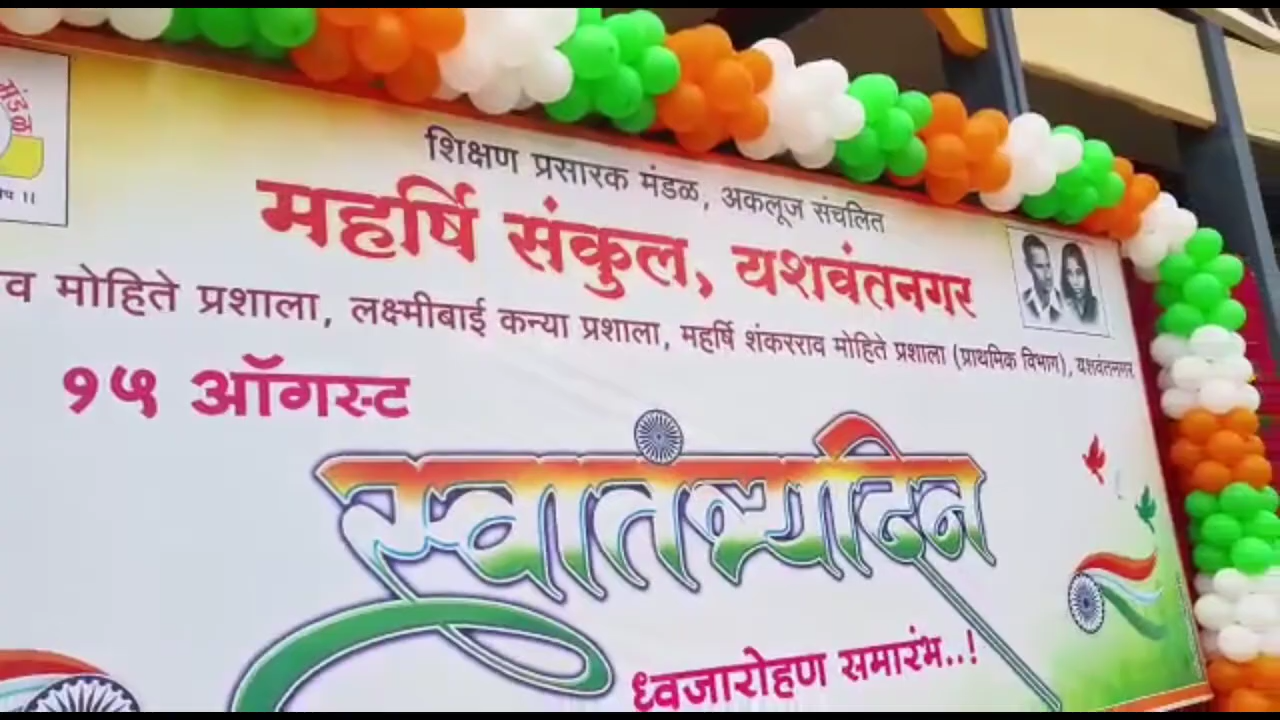 मंडळ
।।
शिक्षण प्रसारक मंडळ, अकलूज संचलित
महर्षि संकुल, यशवंतनगर
व मोहिते प्रशाला, लक्ष्मीबाई कन्या प्रशाला, महर्षि शंकरराव मोहिते प्रशाला (प्राथमिक विभाग), यशवंतनगर
१५ ऑगस्ट
स्वातंत्र्यदिन
ध्वजारोहण समारंभ..!